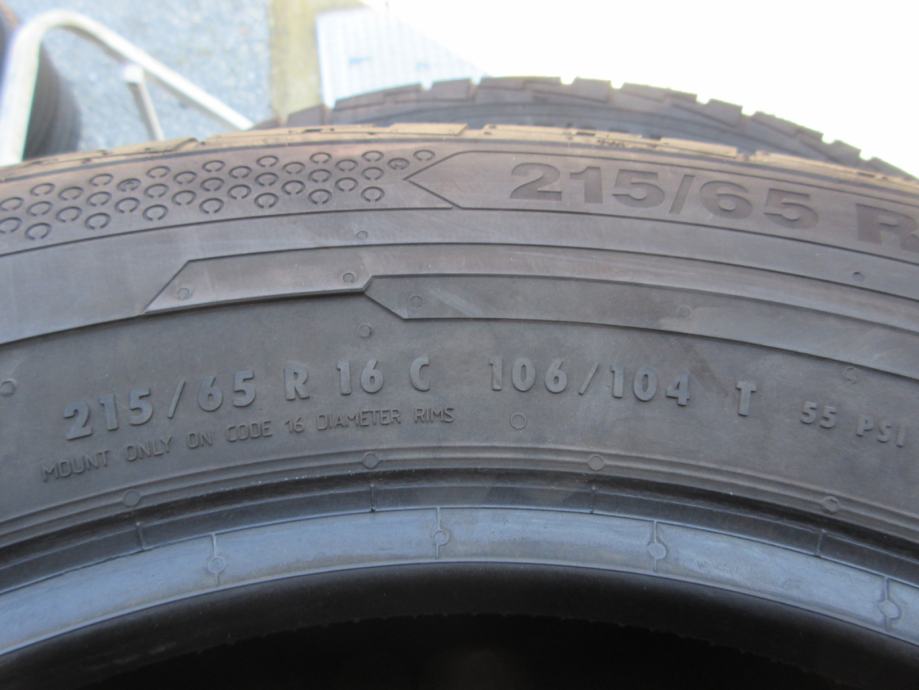 215/65 R
215/65 R 16 C 106/104 T 55 PSI
MOUNT ONLY ON CODE 16 DIAMETER RIMS